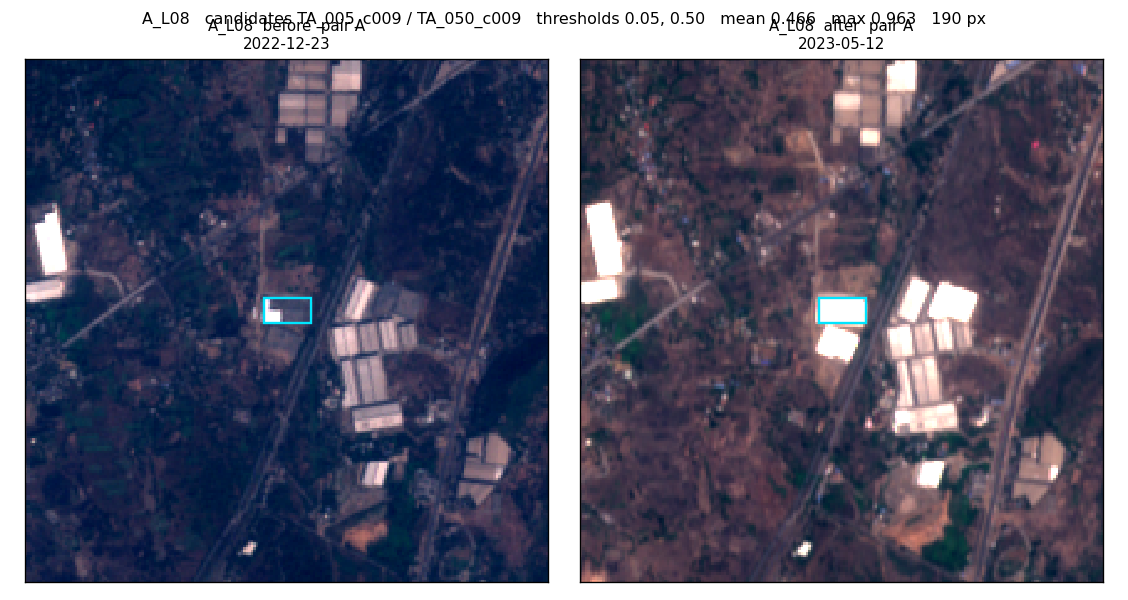 A_L08   candidates TA_005_c009 / TA_050_c009   thresholds 0.05, 0.50   mean 0.466   max 0.963   190 px
A_L08  before  pair A
2022-12-23
A_L08  after  pair A
2023-05-12